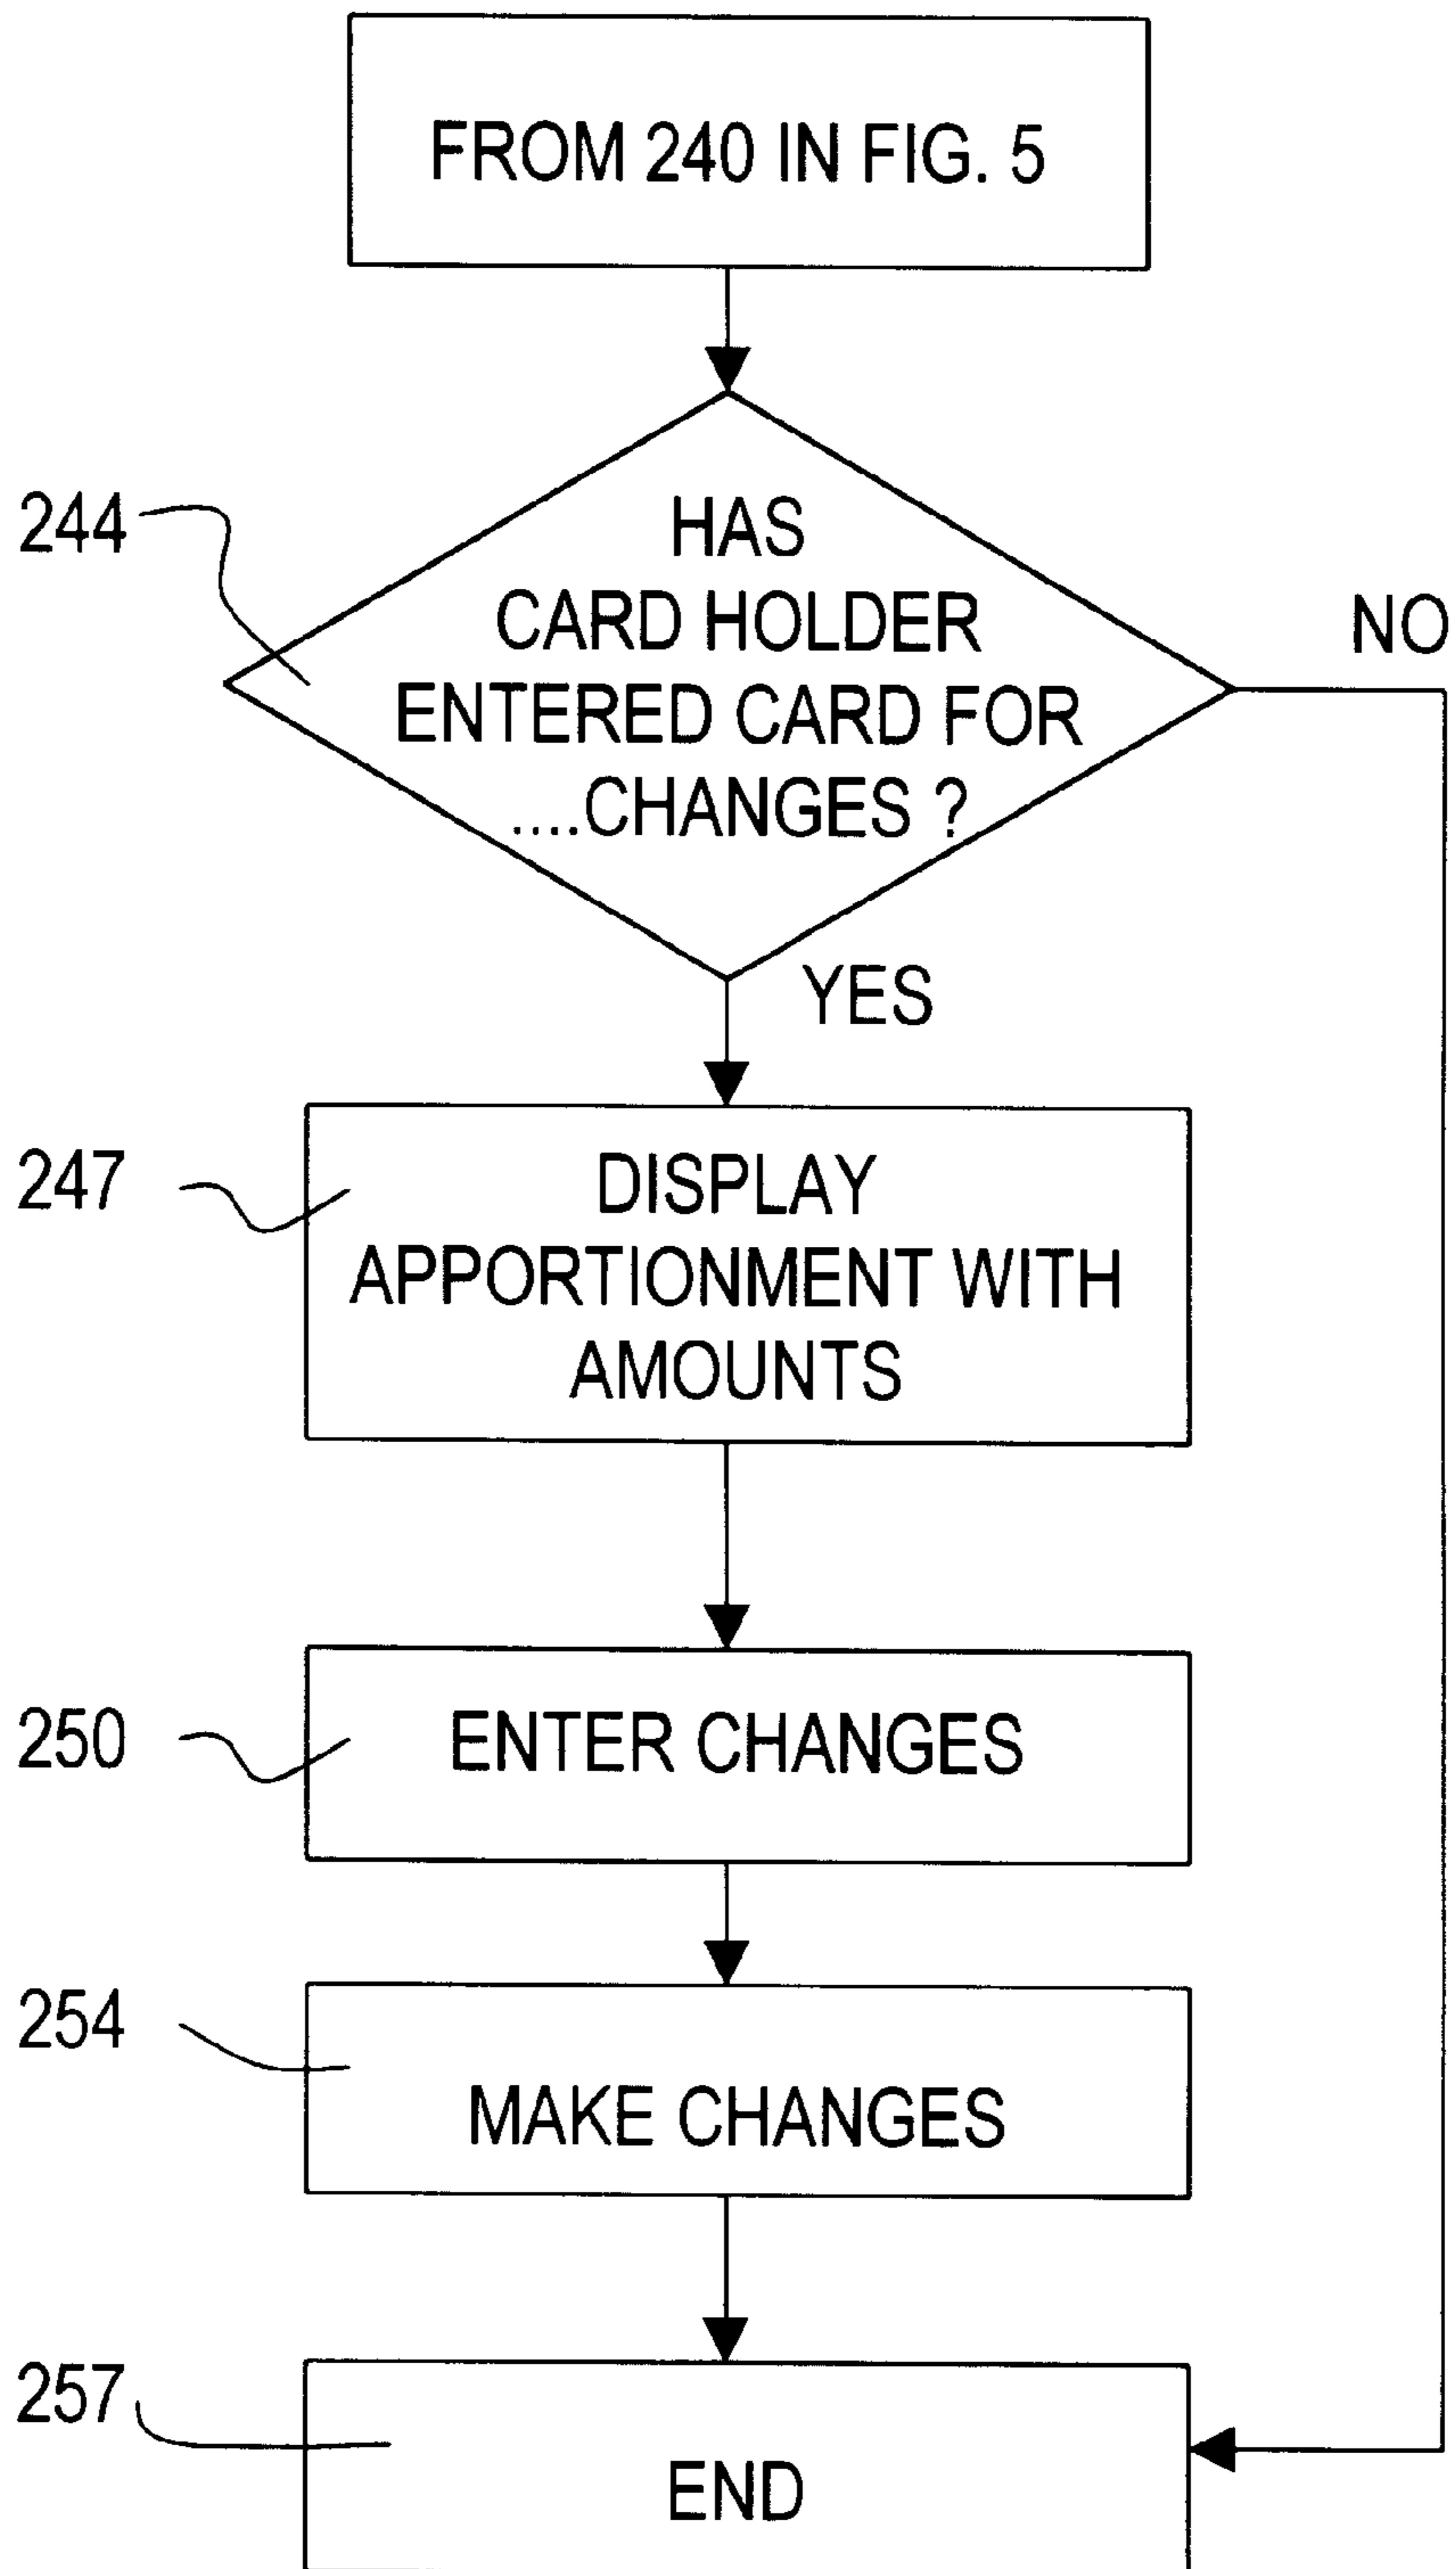 FROM 240 IN FIG. 5
244
HAS
CARD HOLDER
ENTERED CARD FOR
....CHANGES ?
NO
YES
247
DISPLAY
APPORTIONMENT WITH
AMOUNTS
250
ENTER CHANGES
254
MAKE CHANGES
257
END